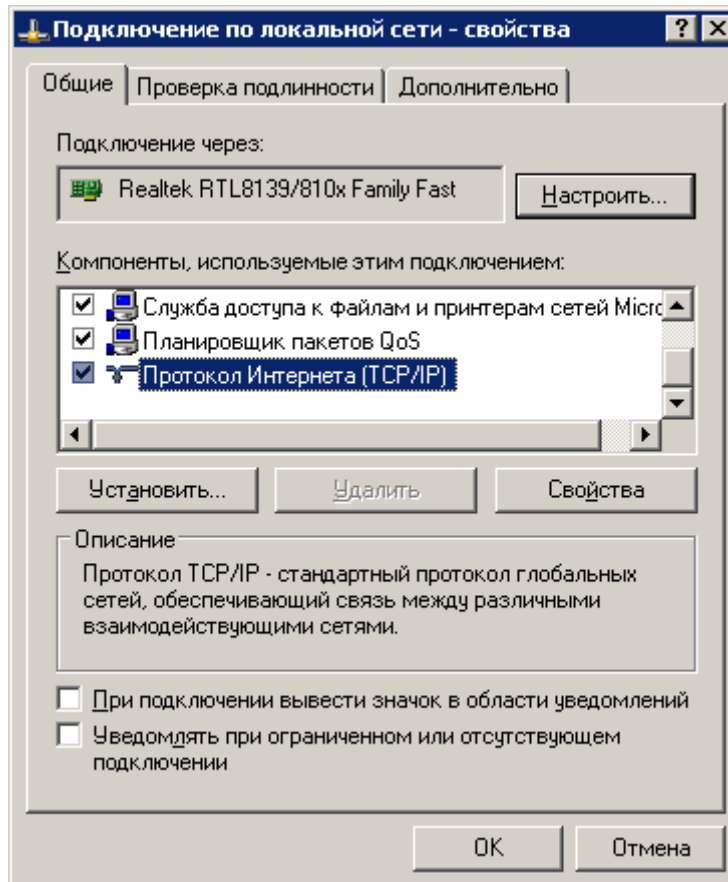 Подключение по локальной сети - свойства
Общие
Проверка подлинности
Дополнительно
Подключение через:
Realtek RTL8139/810x Family Fast
Настроить...
Компоненты, используемые этим подключением:
Служба доступа к файлам и принтерам сетей Micro
Планировщик пакетов QoS
Протокол Интернета (TCP/IP)
Установить...
Удалить
Свойства
Описание
Протокол TCP/IP - стандартный протокол глобальных
сетей, обеспечивающий связь между различными
взаимодействующими сетями.
При подключении вывести значок в области уведомлений
Уведомлять при ограниченном или отсутствующем
подключении
OK
Отмена